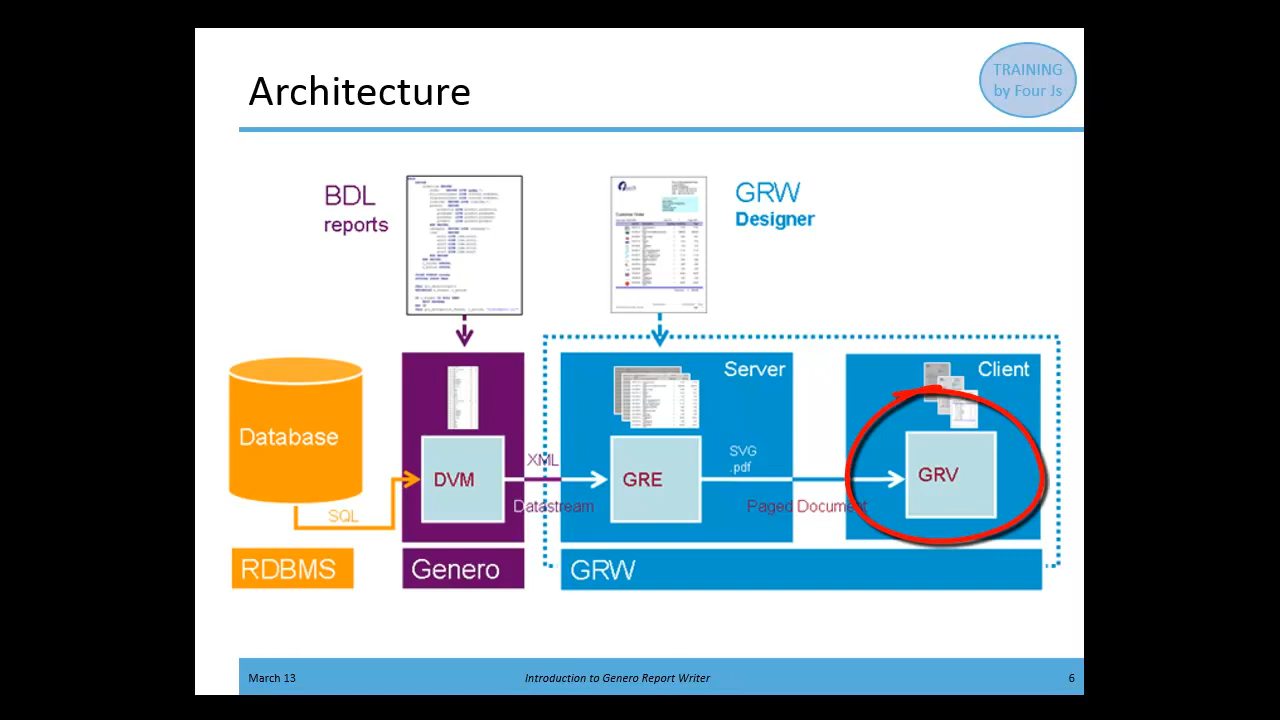 Architecture
TRAINING
by Four Js
BDL
reports
GRW
Designer
Server
Client
Database
DVM
XML
Datastream
GRE
SVG
.pdf
Paged Document
GRV
SQL
RDBMS
Genero
GRW
March 13
Introduction to Genero Report Writer
6